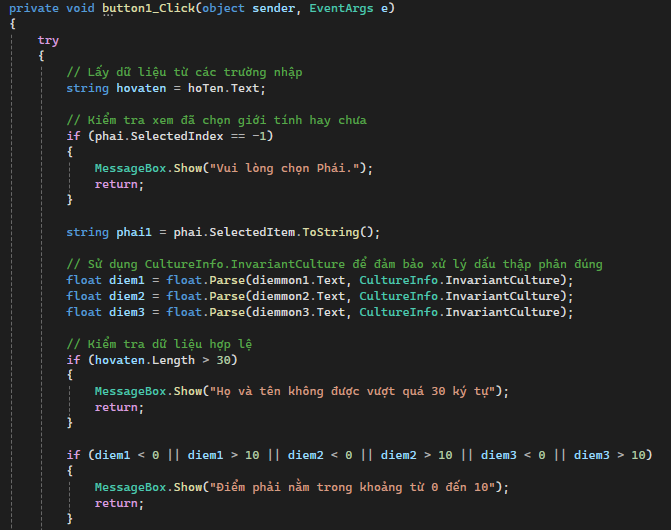 private void button1_Click(object sender, EventArgs e)
{
try
{
// Lấy dữ liệu từ các trường nhập
string hovaten = hoTen.Text;
// Kiểm tra xem đã chọn giới tính hay chưa
if (phai.SelectedIndex == -1)
{
MessageBox.Show("Vui lòng chọn Phái.");
return;
}
string phai1 = phai.SelectedItem.ToString();
// Sử dụng CultureInfo.InvariantCulture để đảm bảo xử lý dấu thập phân đúng
float diem1 = float.Parse(diemmon1.Text, CultureInfo.InvariantCulture);
float diem2 = float.Parse(diemmon2.Text, CultureInfo.InvariantCulture);
float diem3 = float.Parse(diemmon3.Text, CultureInfo.InvariantCulture);
// Kiểm tra dữ liệu hợp lệ
if (hovaten.Length > 30)
{
MessageBox.Show("Họ và tên không được vượt quá 30 ký tự");
return;
}
if (diem1 < 0 || diem1 > 10 || diem2 < 0 || diem2 > 10 || diem3 < 0 || diem3 > 10)
{
MessageBox.Show("Điểm phải nằm trong khoảng từ 0 đến 10");
return;
}